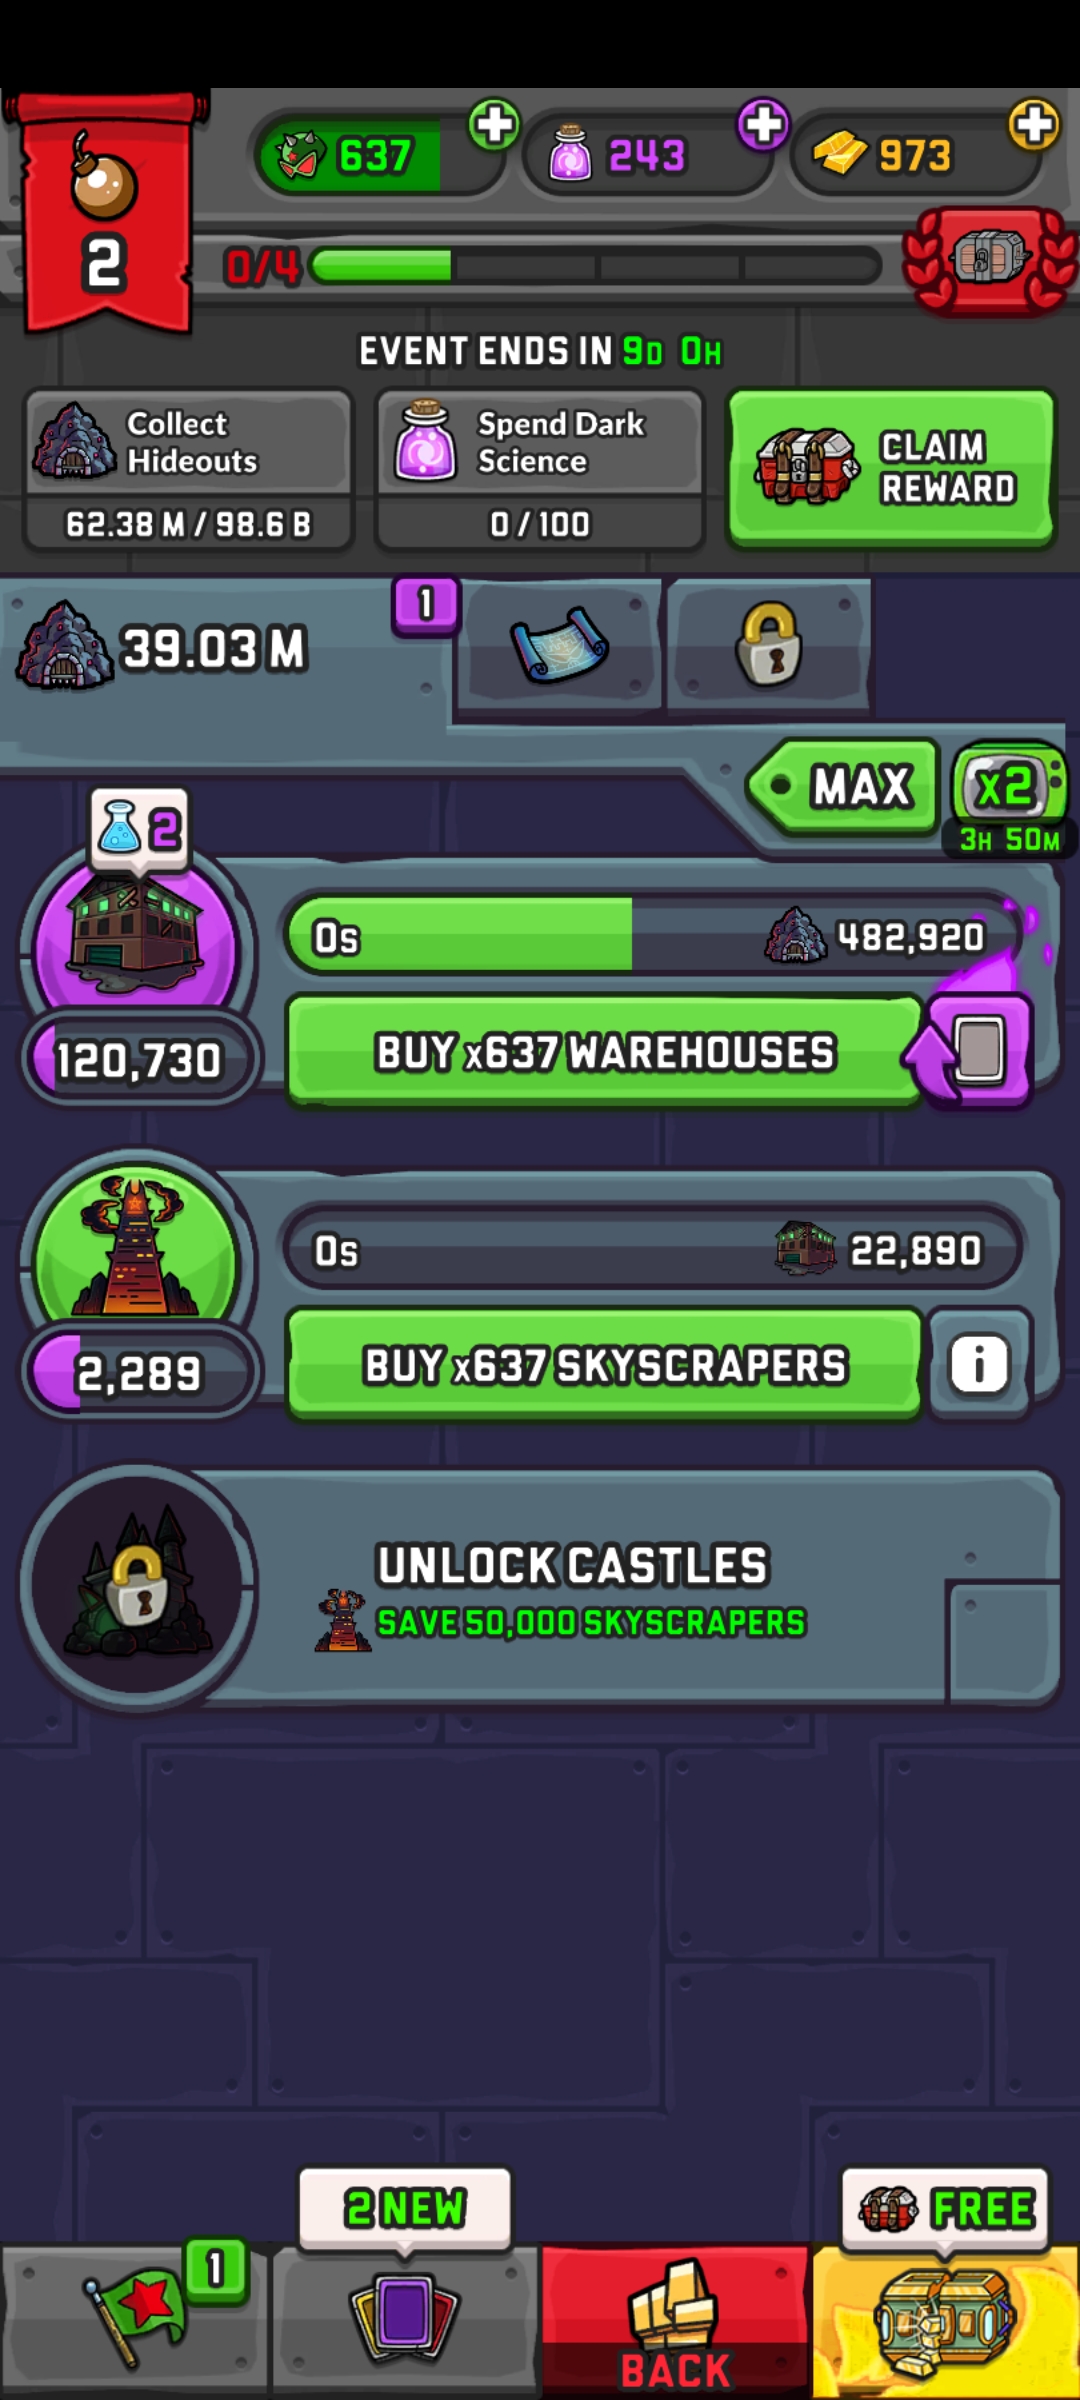 637
243
973
2
0/4
EVENT ENDS IN 9D 0H
Collect
Hideouts
62.38 M / 98.6 B
Spend Dark
Science
0 / 100
CLAIM
REWARD
39.03 M
1
MAX
x2
3H 50M
2
0s
482,920
120,730
BUY x637 WAREHOUSES
0s
22,890
2,289
BUY x637 SKYSCRAPERS
i
UNLOCK CASTLES
SAVE 50,000 SKYSCRAPERS
1
2 NEW
BACK
FREE